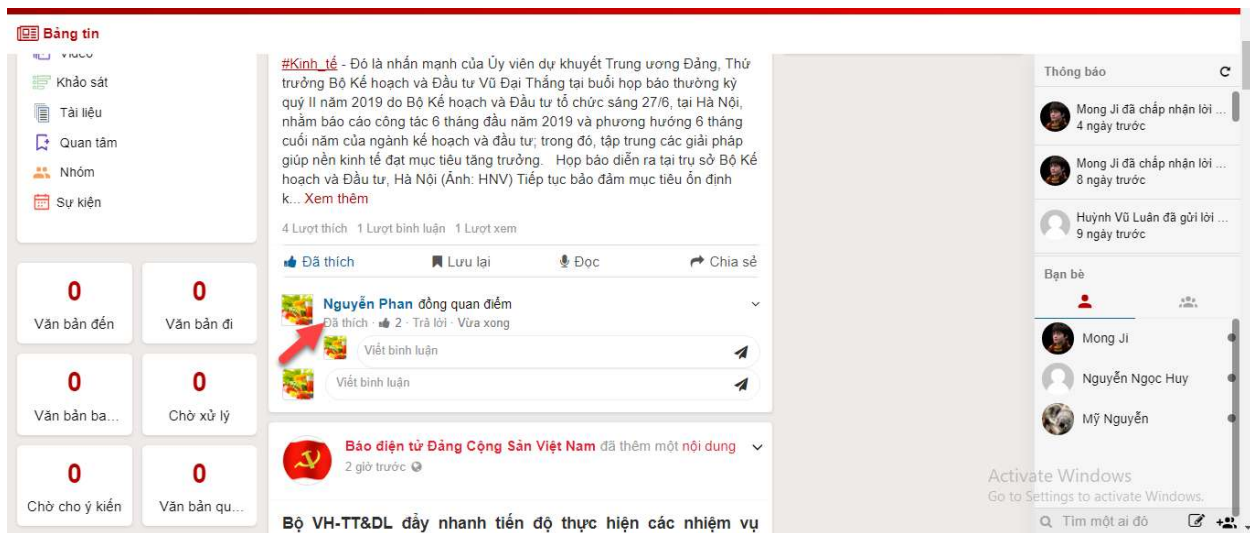 Bảng tin
Video
Khảo sát
Tài liệu
Quan tâm
Nhóm
Sự kiện
0
Văn bản đến
0
Văn bản đi
0
Văn bản ba...
0
Chờ xử lý
0
Chờ cho ý kiến
0
Văn bản qu...
#Kinh_tế - Đó là nhấn mạnh của Ủy viên dự khuyết Trung ương Đảng, Thứ
trưởng Bộ Kế hoạch và Đầu tư Vũ Đại Thắng tại buổi họp báo thường kỳ
quý II năm 2019 do Bộ Kế hoạch và Đầu tư tổ chức sáng 27/6, tại Hà Nội,
nhằm báo cáo công tác 6 tháng đầu năm 2019 và phương hướng 6 tháng
cuối năm của ngành kế hoạch và đầu tư; trong đó, tập trung các giải pháp
giúp nền kinh tế đạt mục tiêu tăng trưởng. Họp báo diễn ra tại trụ sở Bộ Kế
hoạch và Đầu tư, Hà Nội (Ảnh: HNV) Tiếp tục bảo đảm mục tiêu ổn định
k... Xem thêm
4 Lượt thích 1 Lượt bình luận 1 Lượt xem
Đã thích Lưu lại Đọc Chia sẻ
Nguyễn Phan đồng quan điểm
Đã thích · 2 · Trả lời · Vừa xong
Viết bình luận
Viết bình luận
Báo điện tử Đảng Cộng Sản Việt Nam đã thêm một nội dung
2 giờ trước
Bộ VH-TT&DL đẩy nhanh tiến độ thực hiện các nhiệm vụ
Thông báo
Mong Ji đã chấp nhận lời ...
4 ngày trước
Mong Ji đã chấp nhận lời ...
8 ngày trước
Huỳnh Vũ Luân đã gửi lời ...
9 ngày trước
Bạn bè
Mong Ji
Nguyễn Ngọc Huy
Mỹ Nguyễn
Activate Windows
Go to Settings to activate Windows.
Tìm một ai đó